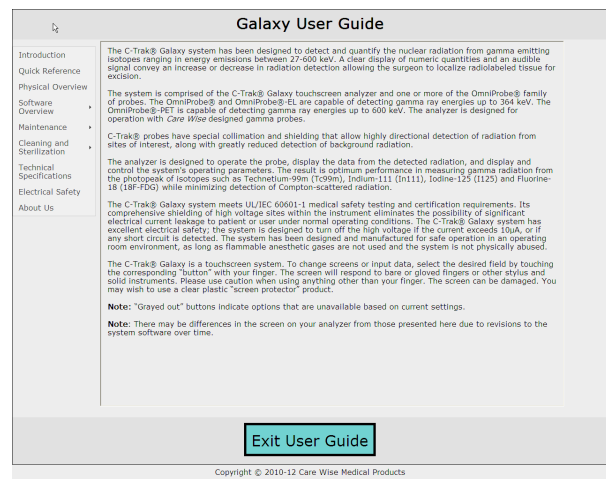 Galaxy User Guide
Introduction
Quick Reference
Physical Overview
Software
Overview
Maintenance
Cleaning and
Sterilization
Technical
Specifications
Electrical Safety
About Us
The C-Trak® Galaxy system has been designed to detect and quantify the nuclear radiation from gamma emitting
isotopes ranging in energy emissions between 27-600 keV. A clear display of numeric quantities and an audible
signal convey an increase or decrease in radiation detection allowing the surgeon to localize radiolabeled tissue for
excision.
The system is comprised of the C-Trak® Galaxy touchscreen analyzer and one or more of the OmniProbe® family
of probes. The OmniProbe® and OmniProbe®-EL are capable of detecting gamma ray energies up to 364 keV. The
OmniProbe®-PET is capable of detecting gamma ray energies up to 600 keV. The analyzer is designed for
operation with Care Wise designed gamma probes.
C-Trak® probes have special collimation and shielding that allow highly directional detection of radiation from
sites of interest, along with greatly reduced detection of background radiation.
The analyzer is designed to operate the probe, display the data from the detected radiation, and display and
control the system's operating parameters. The result is optimum performance in measuring gamma radiation from
the photopeak of isotopes such as Technetium-99m (Tc99m), Indium-111 (In111), Iodine-125 (I125) and Fluorine-
18 (18F-FDG) while minimizing detection of Compton-scattered radiation.
The C-Trak® Galaxy system meets UL/IEC 60601-1 medical safety testing and certification requirements. Its
comprehensive shielding of high voltage sites within the instrument eliminates the possibility of significant
electrical current leakage to patient or user under normal operating conditions. The C-Trak® Galaxy system has
excellent electrical safety; the system is designed to turn off the high voltage if the current exceeds 10μA, or if
any short circuit is detected. The system has been designed and manufactured for safe operation in an operating
room environment, as long as flammable anesthetic gases are not used and the system is not physically abused.
The C-Trak® Galaxy is a touchscreen system. To change screens or input data, select the desired field by touching
the corresponding "button" with your finger. The screen will respond to bare or gloved fingers or other stylus and
solid instruments. Please use caution when using anything other than your finger. The screen can be damaged. You
may wish to use a clear plastic "screen protector" product.
Note: "Grayed out" buttons indicate options that are unavailable based on current settings.
Note: There may be differences in the screen on your analyzer from those presented here due to revisions to the
system software over time.
Exit User Guide
Copyright © 2010-12 Care Wise Medical Products